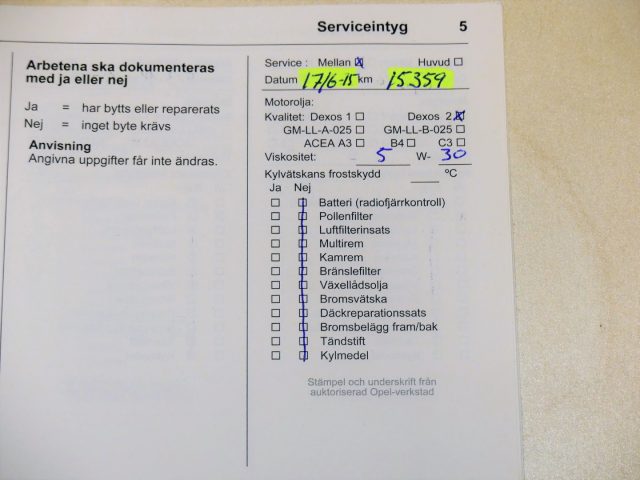 Serviceintyg 5
Arbetena ska dokumenteras
med ja eller nej
Ja = har bytts eller reparerats
Nej = inget byte krävs
Anvisning
Angivna uppgifter får inte ändras.
Service : Mellan Huvud
Datum 17/6-15 km 15359
Motorolja:
Kvalitet: Dexos 1 Dexos 2
GM-LL-A-025 GM-LL-B-025
ACEA A3 B4 C3
Viskositet: 5 W- 30
Kylvätskans frostskydd ºC
Ja Nej
Batteri (radiofjärrkontroll)
Pollenfilter
Luftfilterinsats
Multirem
Kamrem
Bränslefilter
Växellådsolja
Bromsvätska
Däckreparationssats
Bromsbelägg fram/bak
Tändstift
Kylmedel
Stämpel och underskrift från
auktoriserad Opel-verkstad